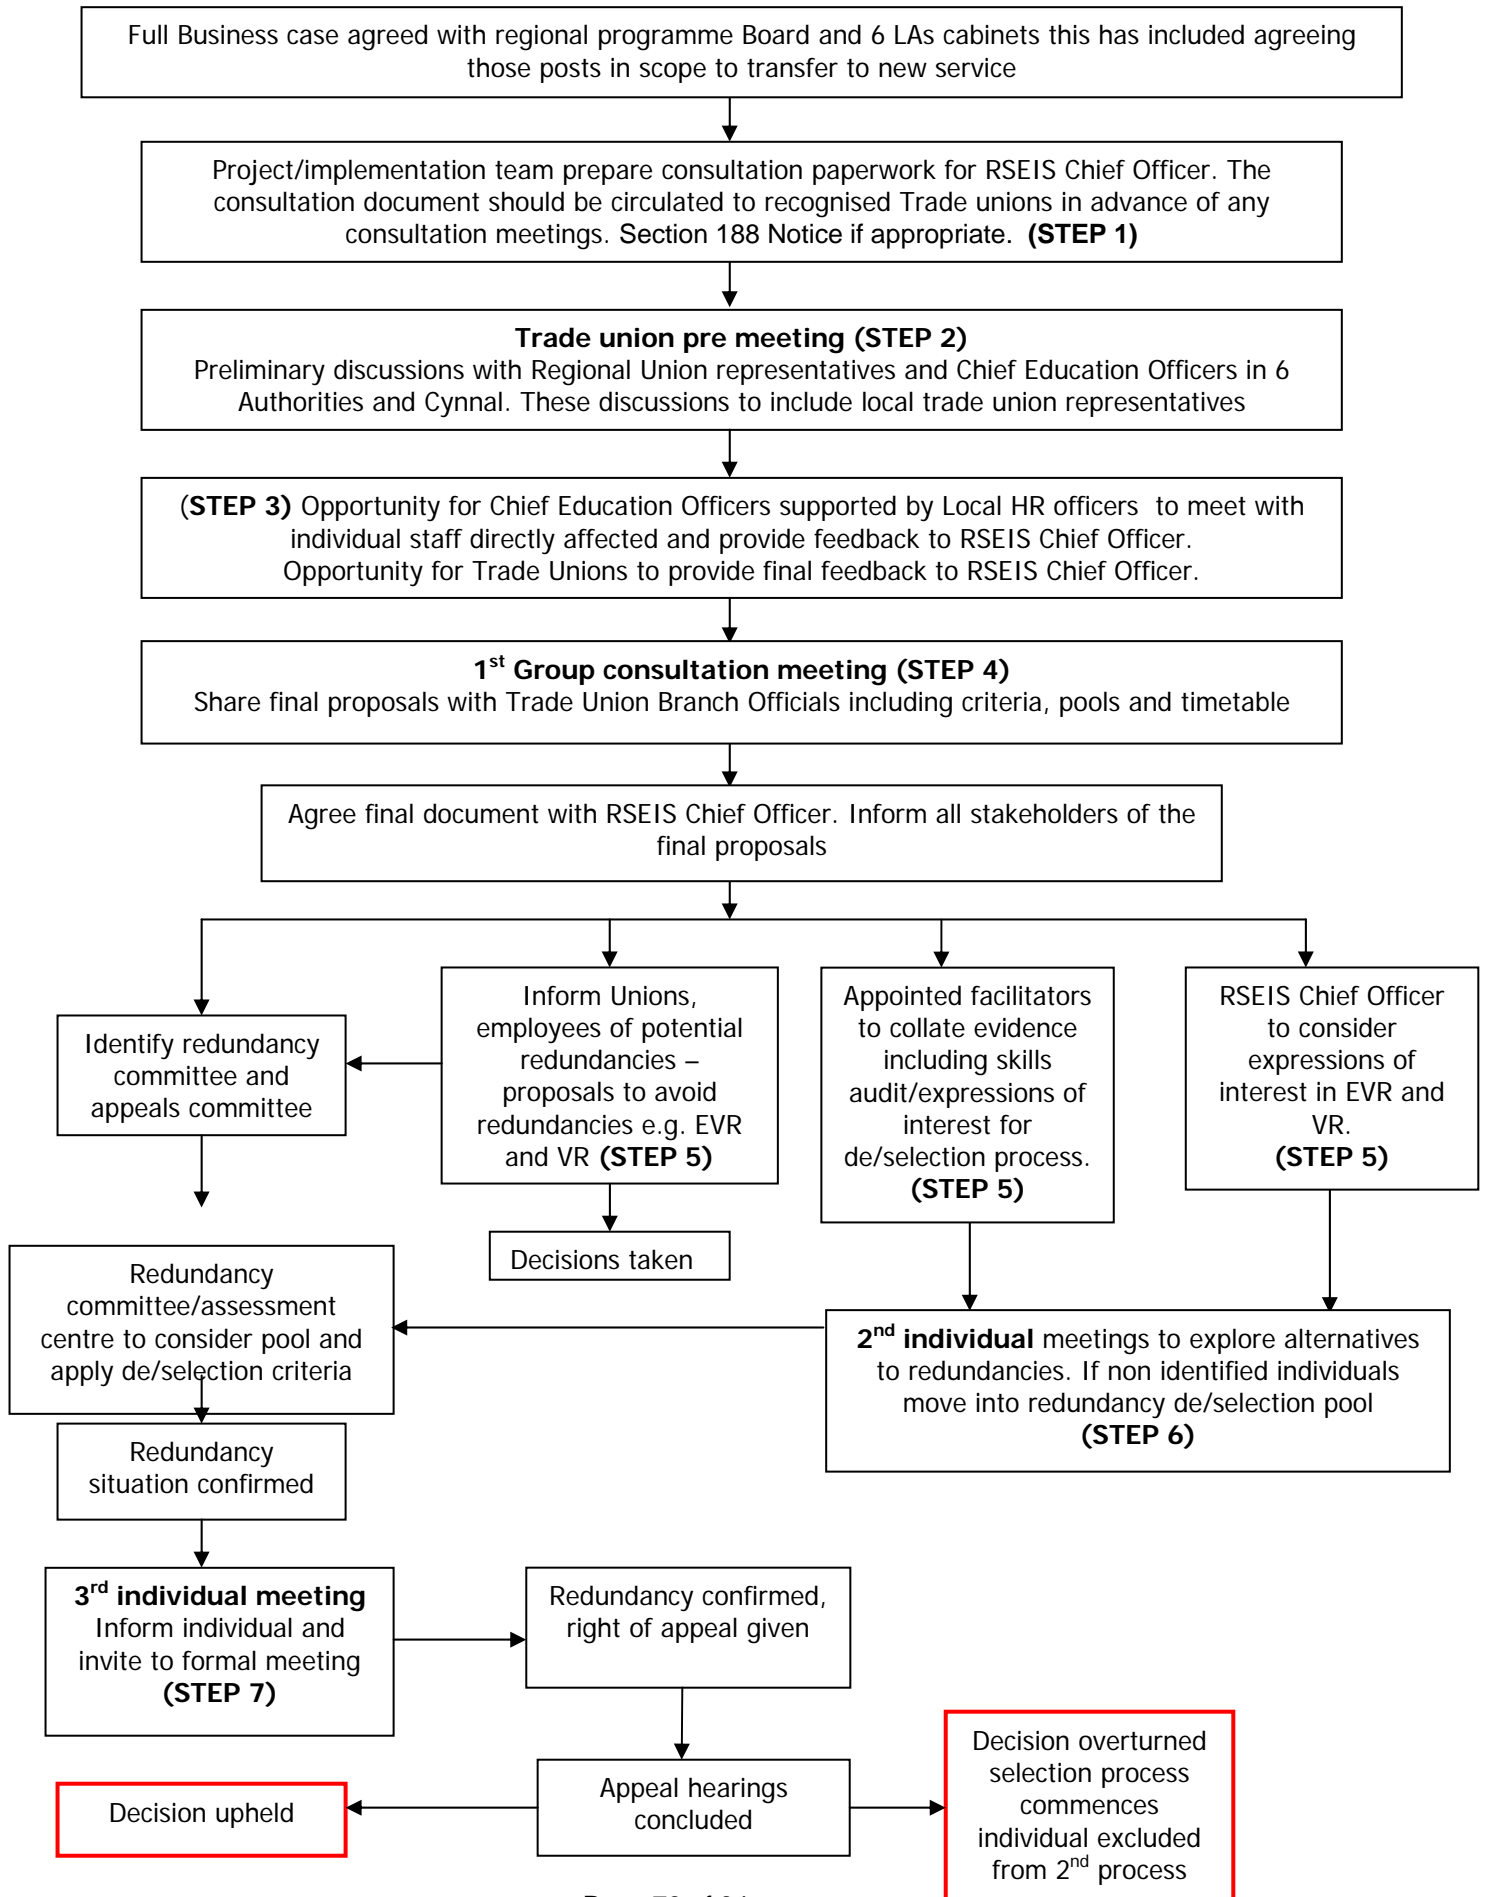 Full Business case agreed with regional programme Board and 6 LAs cabinets this has included agreeing
those posts in scope to transfer to new service
Project/implementation team prepare consultation paperwork for RSEIS Chief Officer. The
consultation document should be circulated to recognised Trade unions in advance of any
consultation meetings. Section 188 Notice if appropriate. (STEP 1)
Trade union pre meeting (STEP 2)
Preliminary discussions with Regional Union representatives and Chief Education Officers in 6
Authorities and Cynnal. These discussions to include local trade union representatives
(STEP 3) Opportunity for Chief Education Officers supported by Local HR officers to meet with
individual staff directly affected and provide feedback to RSEIS Chief Officer.
Opportunity for Trade Unions to provide final feedback to RSEIS Chief Officer.
1st Group consultation meeting (STEP 4)
Share final proposals with Trade Union Branch Officials including criteria, pools and timetable
Agree final document with RSEIS Chief Officer. Inform all stakeholders of the
final proposals
Identify redundancy
committee and
appeals committee
Inform Unions,
employees of potential
redundancies –
proposals to avoid
redundancies e.g. EVR
and VR (STEP 5)
Appointed facilitators
to collate evidence
including skills
audit/expressions of
interest for
de/selection process.
(STEP 5)
RSEIS Chief Officer
to consider
expressions of
interest in EVR and
VR.
(STEP 5)
Decisions taken
Redundancy
committee/assessment
centre to consider pool and
apply de/selection criteria
2nd individual meetings to explore alternatives
to redundancies. If non identified individuals
move into redundancy de/selection pool
(STEP 6)
Redundancy
situation confirmed
3rd individual meeting
Inform individual and
invite to formal meeting
(STEP 7)
Redundancy confirmed,
right of appeal given
Appeal hearings
concluded
Decision upheld
Decision overturned
selection process
commences
individual excluded
from 2nd process